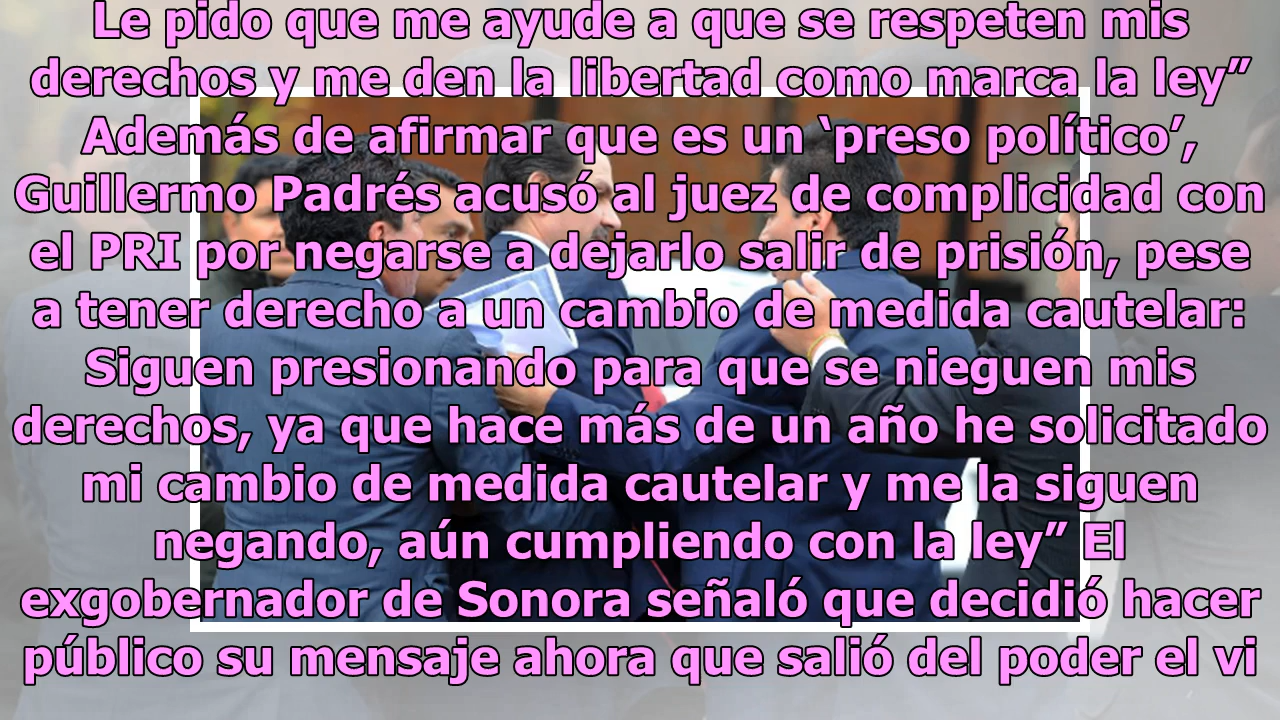 Le pido que me ayude a que se respeten mis
derechos y me den la libertad como marca la ley”
Además de afirmar que es un ‘preso político’,
Guillermo Padrés acusó al juez de complicidad con
el PRI por negarse a dejarlo salir de prisión, pese
a tener derecho a un cambio de medida cautelar:
Siguen presionando para que se nieguen mis
derechos, ya que hace más de un año he solicitado
mi cambio de medida cautelar y me la siguen
negando, aún cumpliendo con la ley” El
exgobernador de Sonora señaló que decidió hacer
público su mensaje ahora que salió del poder el vi